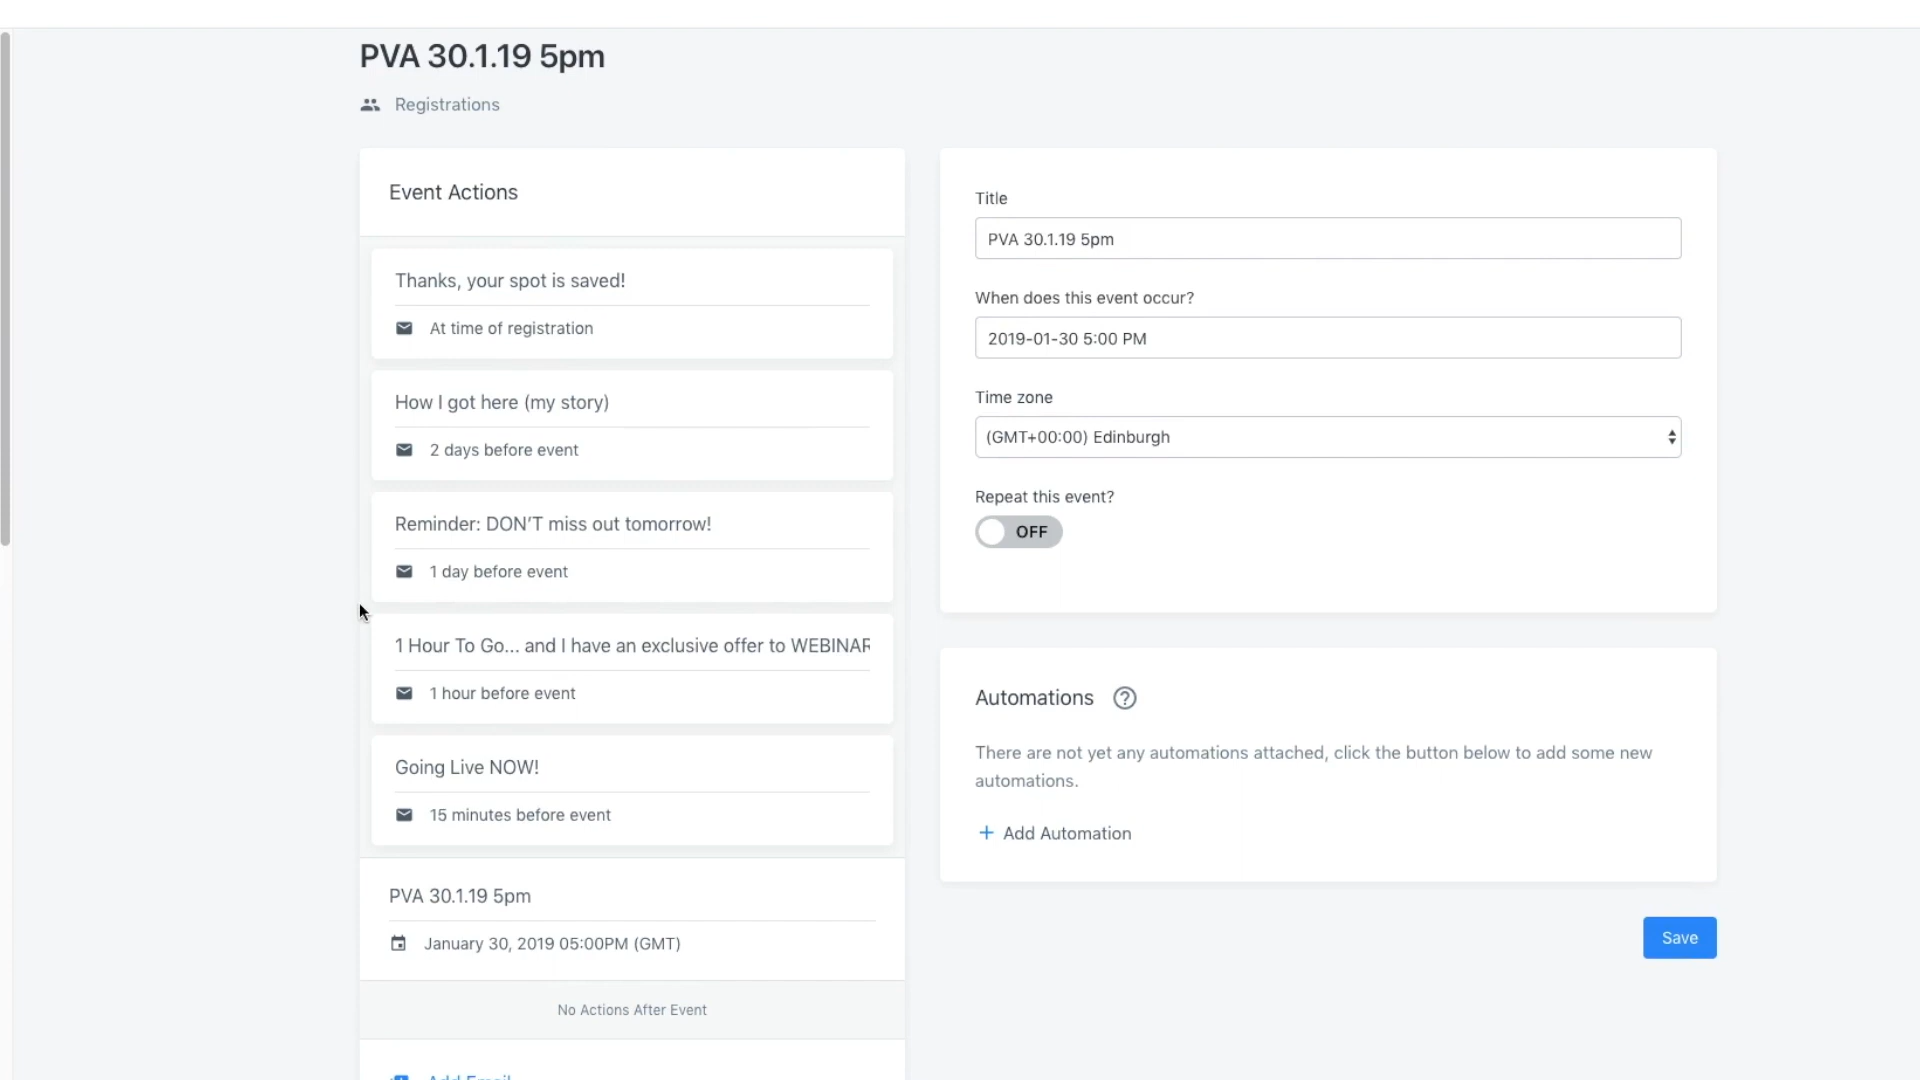 PVA 30.1.19 5pm
Registrations
Event Actions
Thanks, your spot is saved!
At time of registration
How I got here (my story)
2 days before event
Reminder: DON'T miss out tomorrow!
1 day before event
1 Hour To Go... and I have an exclusive offer to WEBINAR
1 hour before event
Going Live NOW!
15 minutes before event
PVA 30.1.19 5pm
January 30, 2019 05:00PM (GMT)
No Actions After Event
Add Email
Title
PVA 30.1.19 5pm
When does this event occur?
2019-01-30 5:00 PM
Time zone
(GMT+00:00) Edinburgh
Repeat this event?
OFF
Automations ?
There are not yet any automations attached, click the button below to add some new
automations.
+ Add Automation
Save